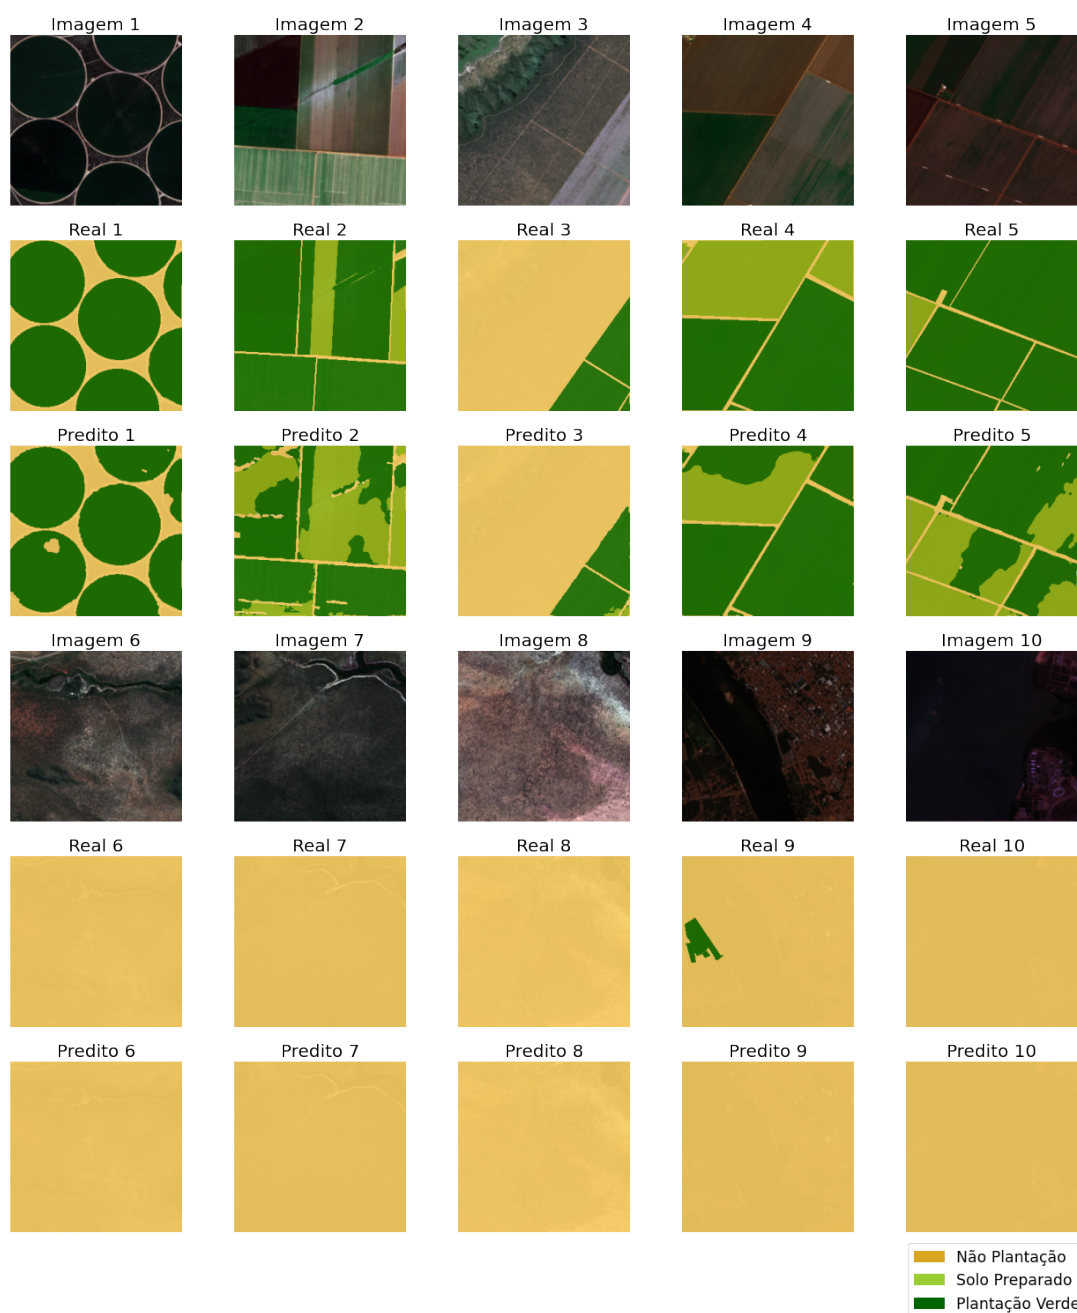 Imagem 1
Imagem 2
Imagem 3
Imagem 4
Imagem 5
Real 1
Real 2
Real 3
Real 4
Real 5
Predito 1
Predito 2
Predito 3
Predito 4
Predito 5
Imagem 6
Imagem 7
Imagem 8
Imagem 9
Imagem 10
Real 6
Real 7
Real 8
Real 9
Real 10
Predito 6
Predito 7
Predito 8
Predito 9
Predito 10
Não Plantação
Solo Preparado
Plantação Verde